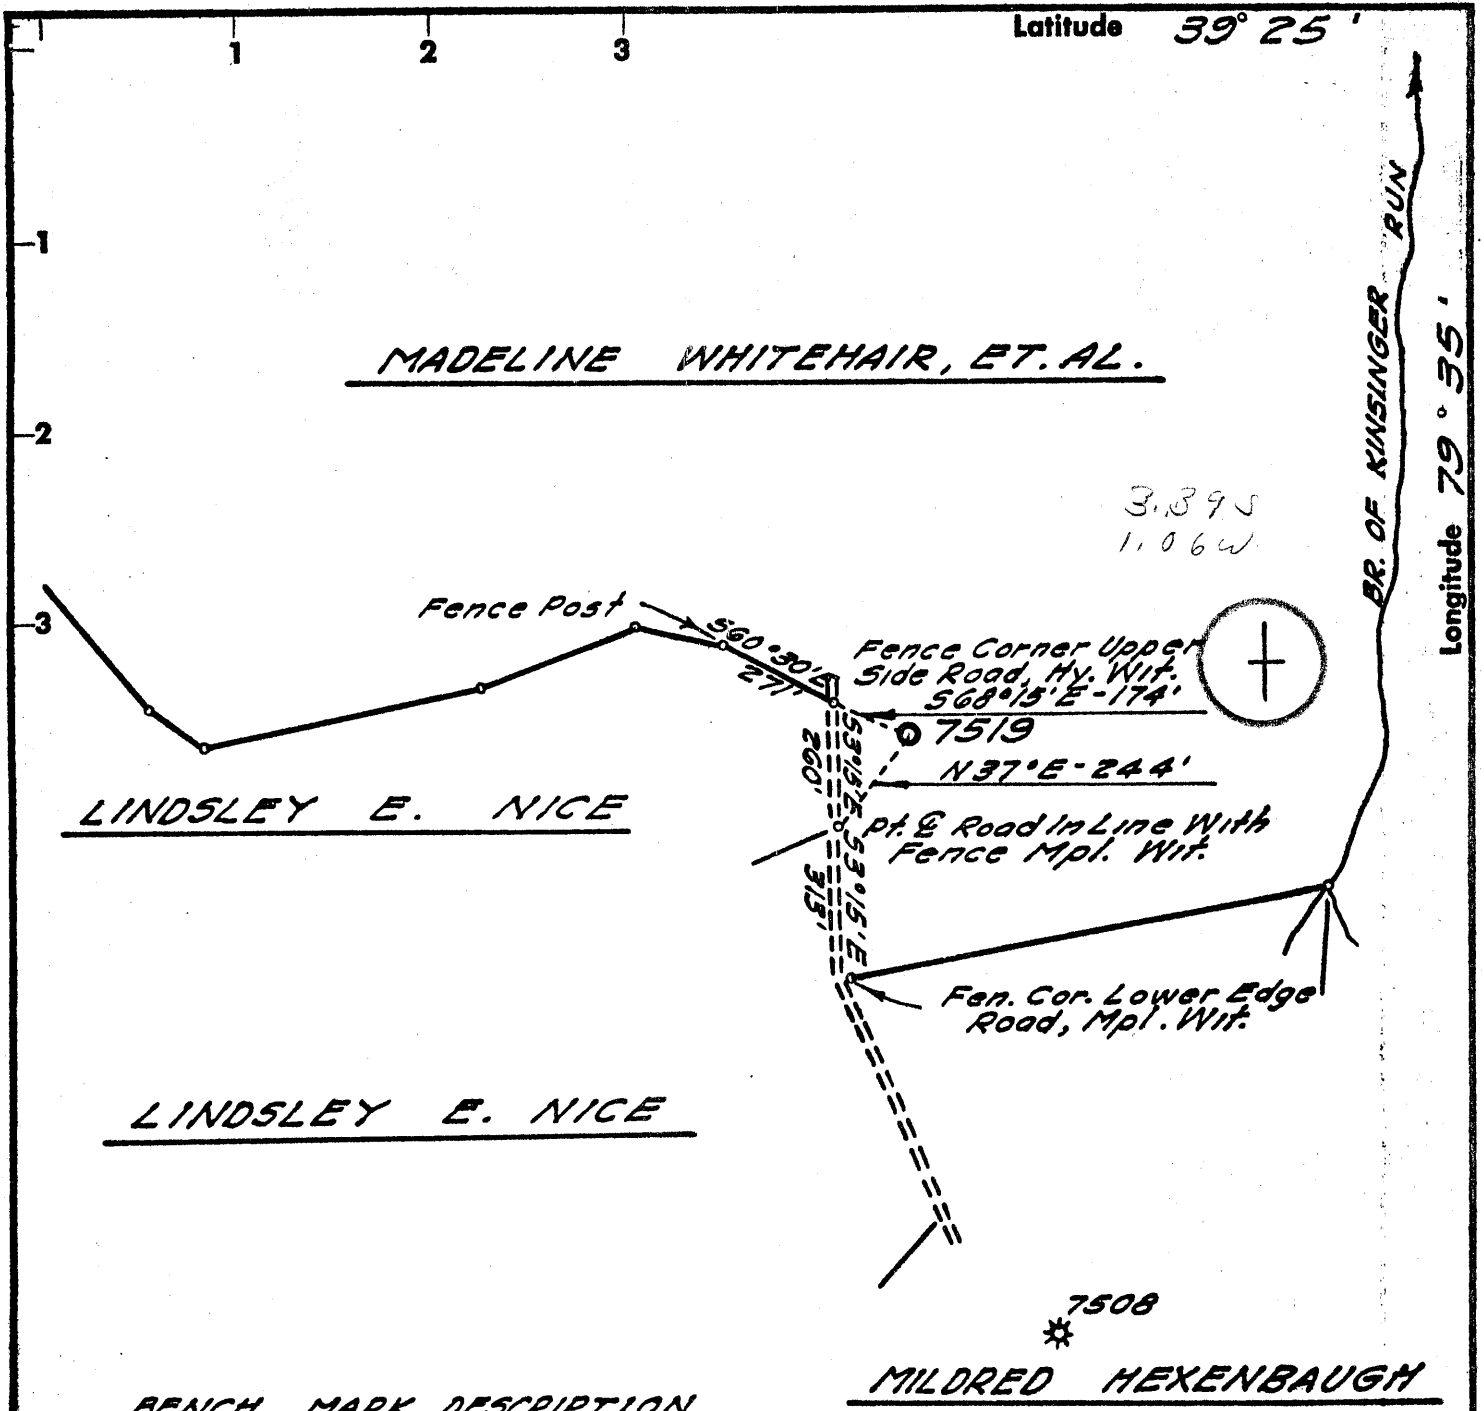 Latitude 39° 25'
1 2 3
1
2
3
BR. OF KINSINGER RUN
Longitude 79° 35'
MADELINE WHITEHAIR, ET. AL.
3.39 S
1.06 W
Fence Post
S60°30'E
271'
Fence Corner Upper
Side Road, Hy. Wit.
S68°15'E-174'
7519
N37°E-244'
S3°15'E
260'
LINDSLEY E. NICE
Pt. ℄ Road In Line With
Fence Mpl. Wit.
S3°15'E
313'
Fen. Cor. Lower Edge
Road, Mpl. Wit.
LINDSLEY E. NICE
7508
MILDRED HEXENBAUGH
BENCH MARK DESCRIPTION